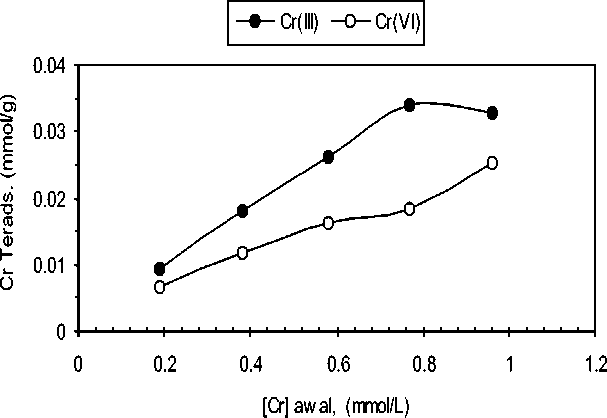 Cr(III) Cr(VI)
0.04
0.03
0.02
0.01
0
Cr Terads. (mmol/g)
0 0.2 0.4 0.6 0.8 1 1.2
[Cr] awal, (mmol/L)